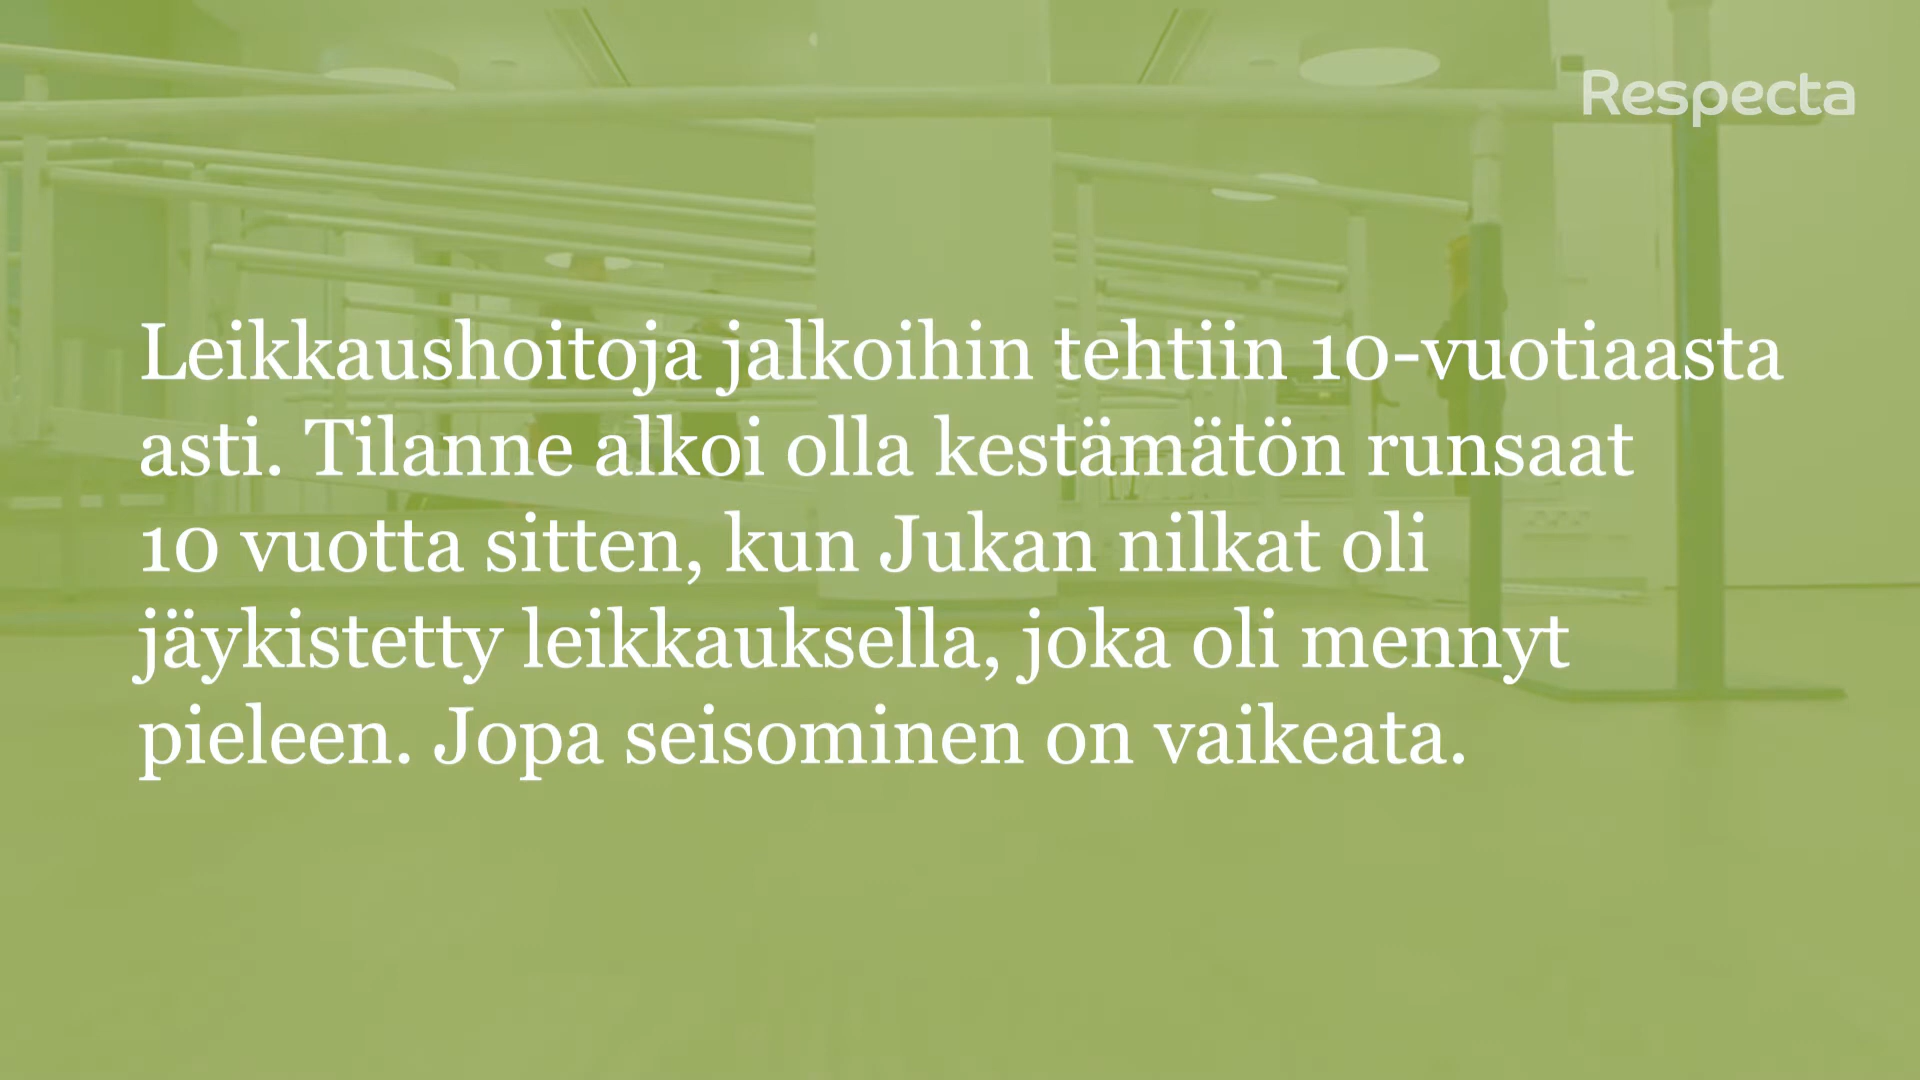 Respecta
Leikkaushoitoja jalkoihin tehtiin 10-vuotiaasta
asti. Tilanne alkoi olla kestämätön runsaat
10 vuotta sitten, kun Jukan nilkat oli
jäykistetty leikkauksella, joka oli mennyt
pieleen. Jopa seisominen on vaikeata.